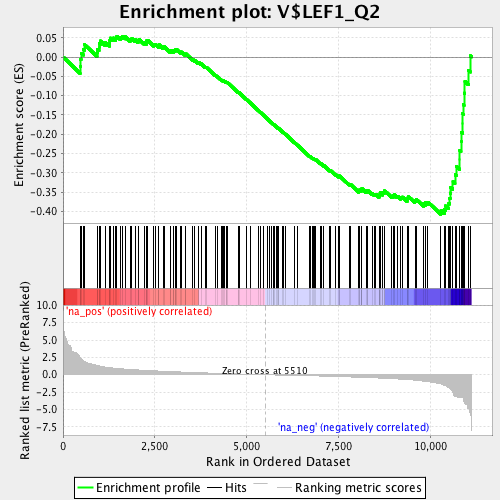 Enrichment plot: V$LEF1_Q2
Enrichment score (ES)
0.05
0.00
-0.05
-0.10
-0.15
-0.20
-0.25
-0.30
-0.35
-0.40
Ranked list metric (PreRanked)
10.0
7.5
5.0
2.5
0.0
-2.5
-5.0
-7.5
'na_pos' (positively correlated)
Zero cross at 5510
'na_neg' (negatively correlated)
0 2,500 5,000 7,500 10,000
Rank in Ordered Dataset
Enrichment profile Hits Ranking metric scores